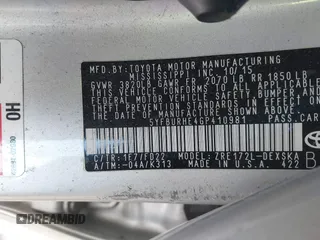 MFD.BY:TOYOTA MOTOR MANUFACTURING
MISSISSIPPI, INC. 10/15
GVWR 3820LB GAWR FR 2070LB RR 1850LB
THIS VEHICLE CONFORMS TO ALL APPLICABLE
FEDERAL MOTOR VEHICLE SAFETY, BUMPER, AND
THEFT PREVENTION STANDARDS IN EFFECT ON
THE DATE OF MANUFACTURE SHOWN ABOVE.
5YFBURHE4GP410981 PASS.CAR
C/TR: 1F7/FD22 MODEL: ZRE172L-DEXSKA
A/TM: -04A/K313 MADE IN U.S.A. 422
B
HO
DREAMBID